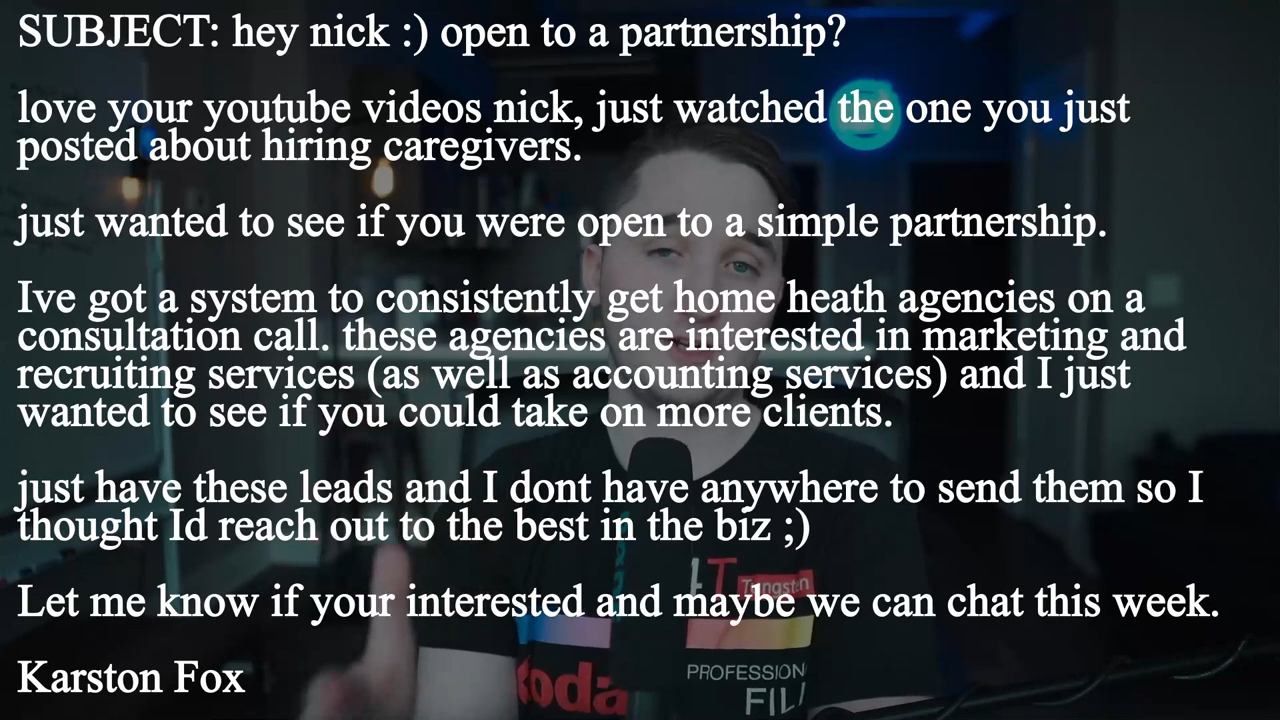 SUBJECT: hey nick :) open to a partnership?
love your youtube videos nick, just watched the one you just
posted about hiring caregivers.
just wanted to see if you were open to a simple partnership.
Ive got a system to consistently get home heath agencies on a
consultation call. these agencies are interested in marketing and
recruiting services (as well as accounting services) and I just
wanted to see if you could take on more clients.
just have these leads and I dont have anywhere to send them so I
thought Id reach out to the best in the biz ;)
Let me know if your interested and maybe we can chat this week.
Karston Fox
Tungsten
PROFESSION
FIL